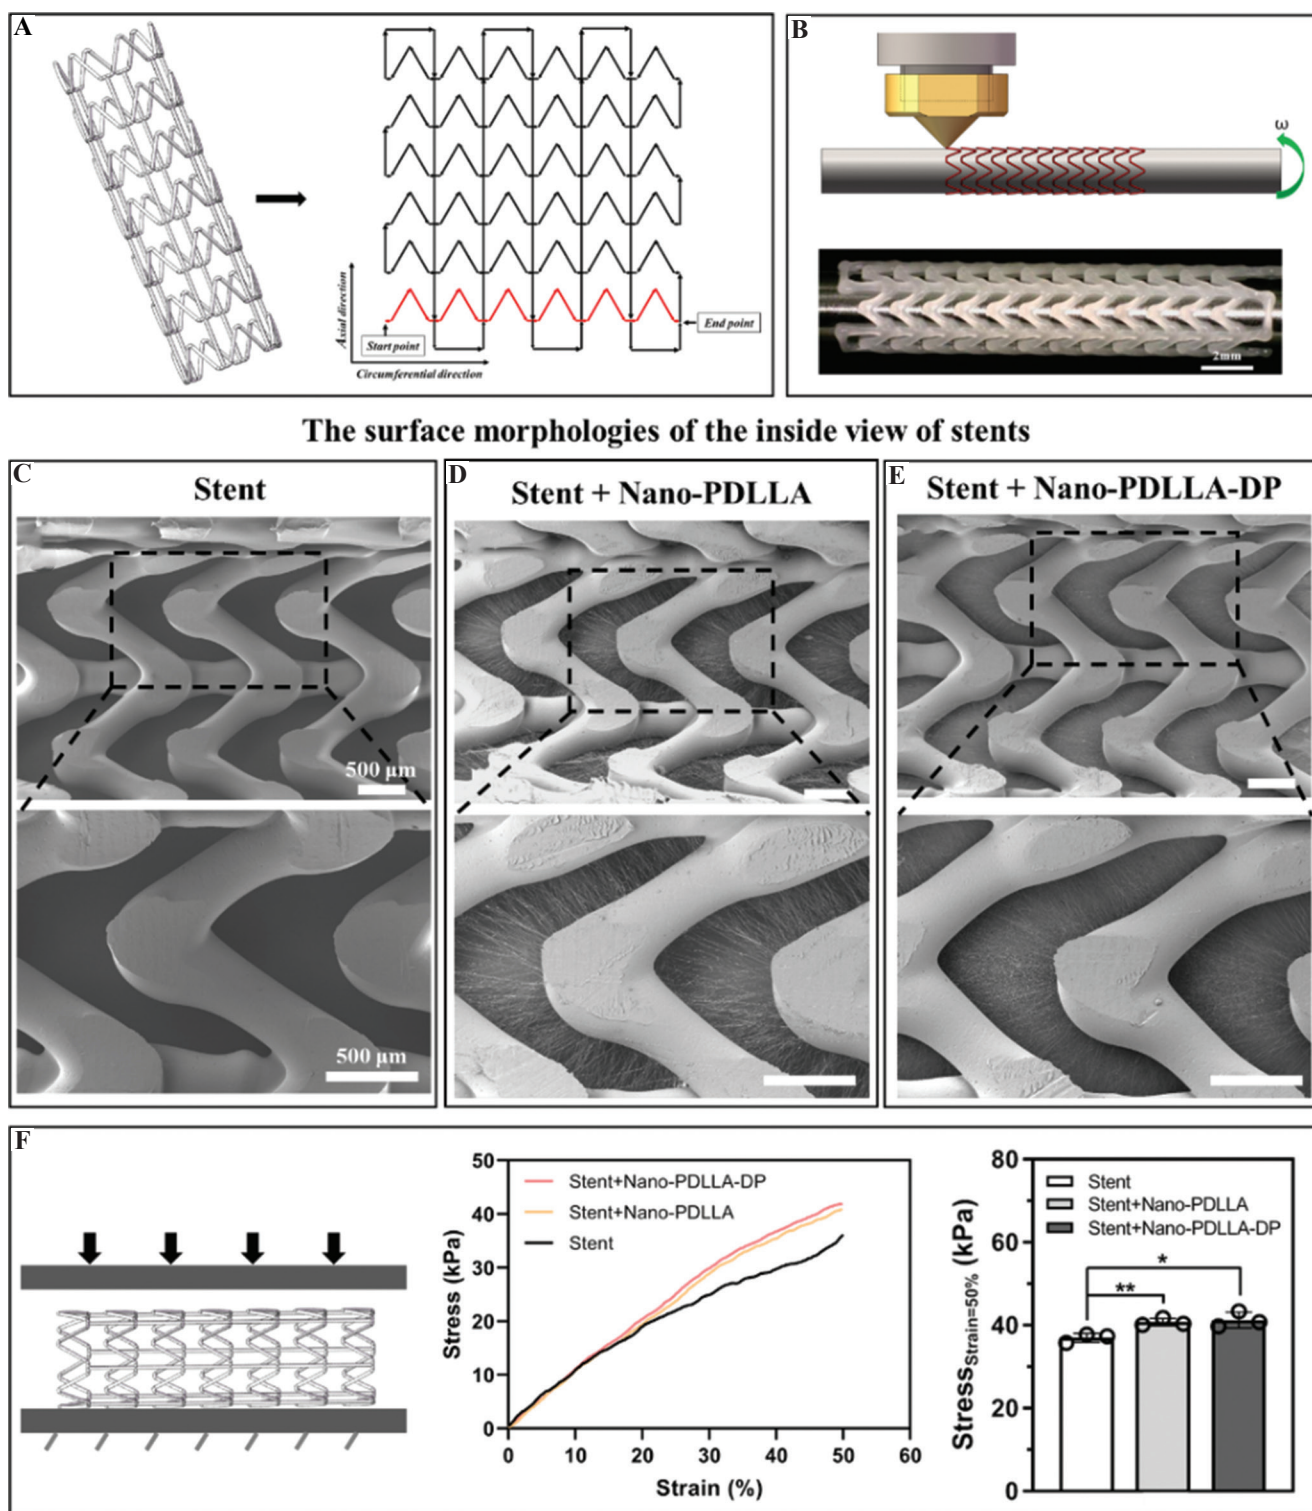 A
Axial direction
Start point
End point
Circumferential direction
B
ω
2mm
The surface morphologies of the inside view of stents
C
Stent
500 μm
500 μm
D
Stent + Nano-PDLLA
E
Stent + Nano-PDLLA-DP
F
Stress (kPa)
50
40
30
20
10
0
Stent+Nano-PDLLA-DP
Stent+Nano-PDLLA
Stent
0 10 20 30 40 50 60
Strain (%)
StressStrain=50% (kPa)
80
60
40
20
0
Stent
Stent+Nano-PDLLA
Stent+Nano-PDLLA-DP
*
**